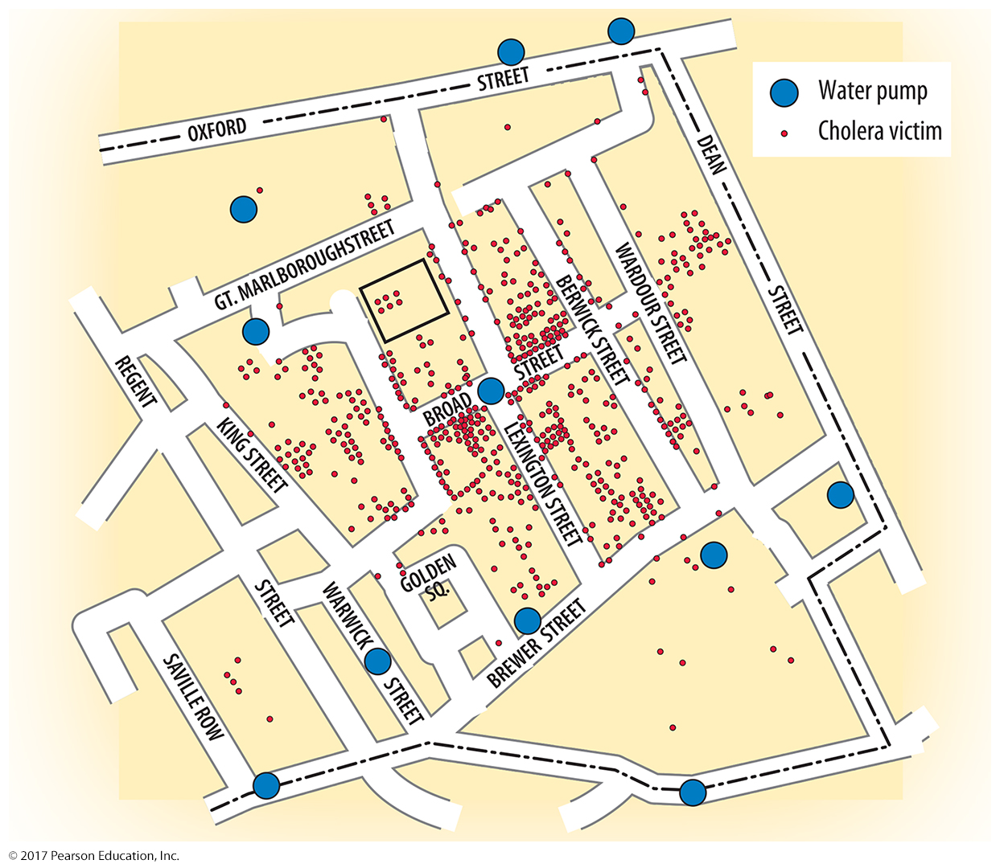 OXFORD STREET
Water pump
Cholera victim
DEAN STREET
GT. MARLBOROUGHSTREET
WARDOUR STREET
BERWICK STREET
REGENT STREET
BROAD STREET
KING STREET
LEXINGTON STREET
GOLDEN
SQ.
WARWICK STREET
BREWER STREET
SAVILLE ROW
© 2017 Pearson Education, Inc.